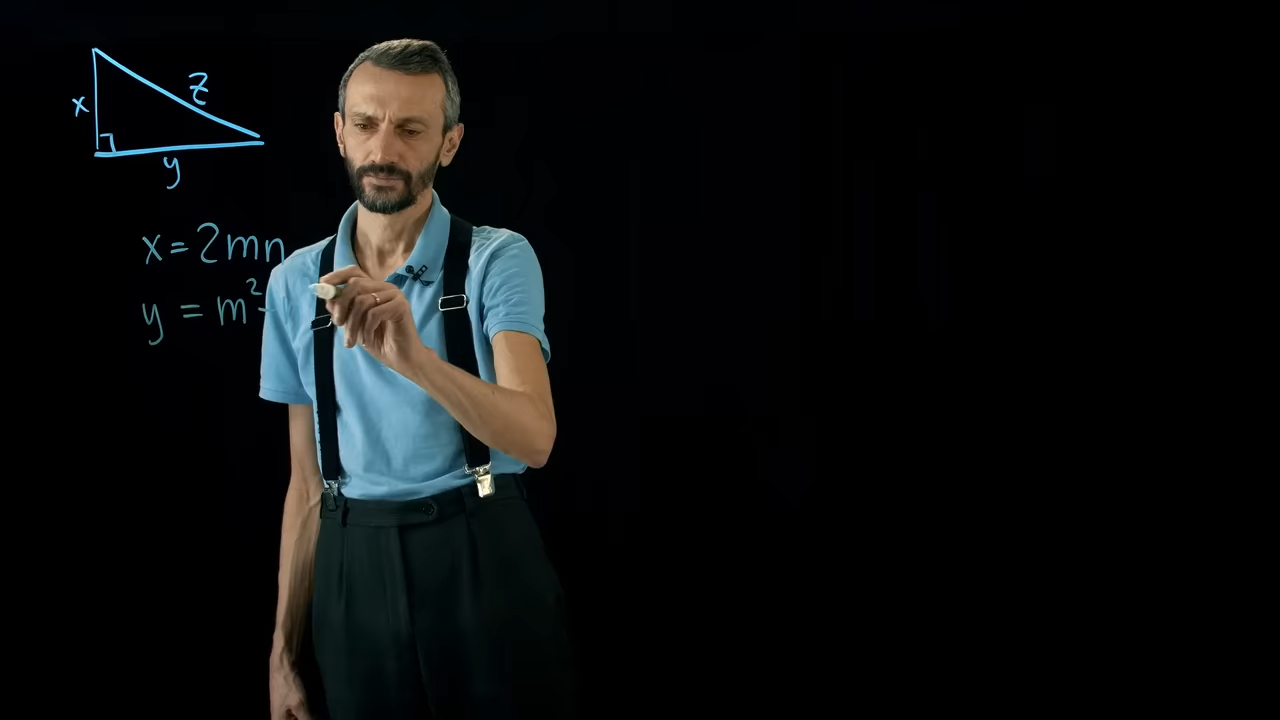 z
x
y
x = 2mn
y = m² -